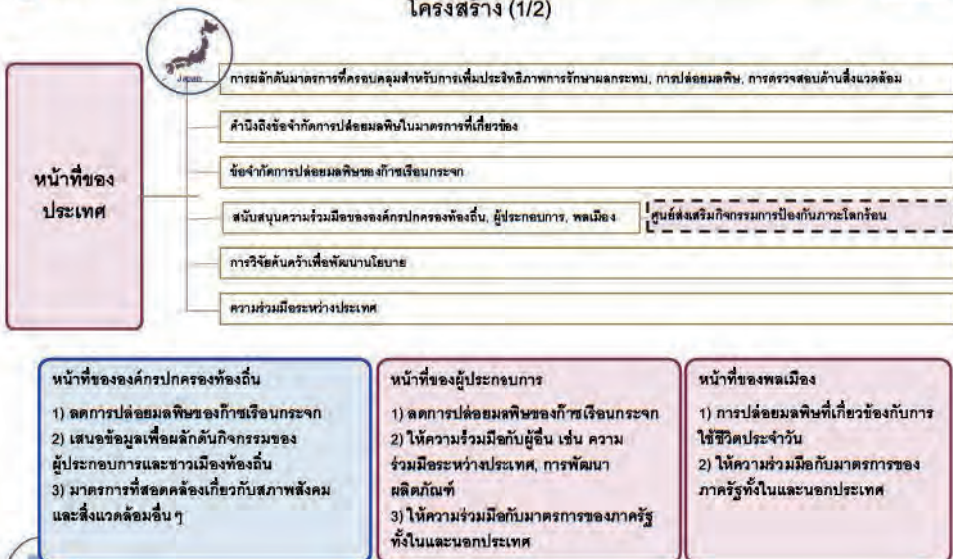 โครงสร้าง (1/2)
Japan
การผลักดันมาตรการที่ครอบคลุมสำหรับการเพิ่มประสิทธิภาพการรักษาผลกระทบ, การปล่อยมลพิษ, การตรวจสอบด้านสิ่งแวดล้อม
คำนึงถึงข้อจำกัดการปล่อยมลพิษในมาตรการที่เกี่ยวข้อง
ข้อจำกัดการปล่อยมลพิษของก๊าซเรือนกระจก
หน้าที่ของ
ประเทศ
สนับสนุนความร่วมมือขององค์กรปกครองท้องถิ่น, ผู้ประกอบการ, พลเมือง
ศูนย์ส่งเสริมกิจกรรมการป้องกันภาวะโลกร้อน
การวิจัยค้นคว้าเพื่อพัฒนานโยบาย
ความร่วมมือระหว่างประเทศ
หน้าที่ขององค์กรปกครองท้องถิ่น
1) ลดการปล่อยมลพิษของก๊าซเรือนกระจก
2) เสนอข้อมูลเพื่อผลักดันกิจกรรมของ
ผู้ประกอบการและชาวเมืองท้องถิ่น
3) มาตรการที่สอดคล้องเกี่ยวกับสภาพสังคม
และสิ่งแวดล้อมอื่น ๆ
หน้าที่ของผู้ประกอบการ
1) ลดการปล่อยมลพิษของก๊าซเรือนกระจก
2) ให้ความร่วมมือกับผู้อื่น เช่น ความ
ร่วมมือระหว่างประเทศ, การพัฒนา
ผลิตภัณฑ์
3) ให้ความร่วมมือกับมาตรการของภาครัฐ
ทั้งในและนอกประเทศ
หน้าที่ของพลเมือง
1) การปล่อยมลพิษที่เกี่ยวข้องกับการ
ใช้ชีวิตประจำวัน
2) ให้ความร่วมมือกับมาตรการของ
ภาครัฐทั้งในและนอกประเทศ